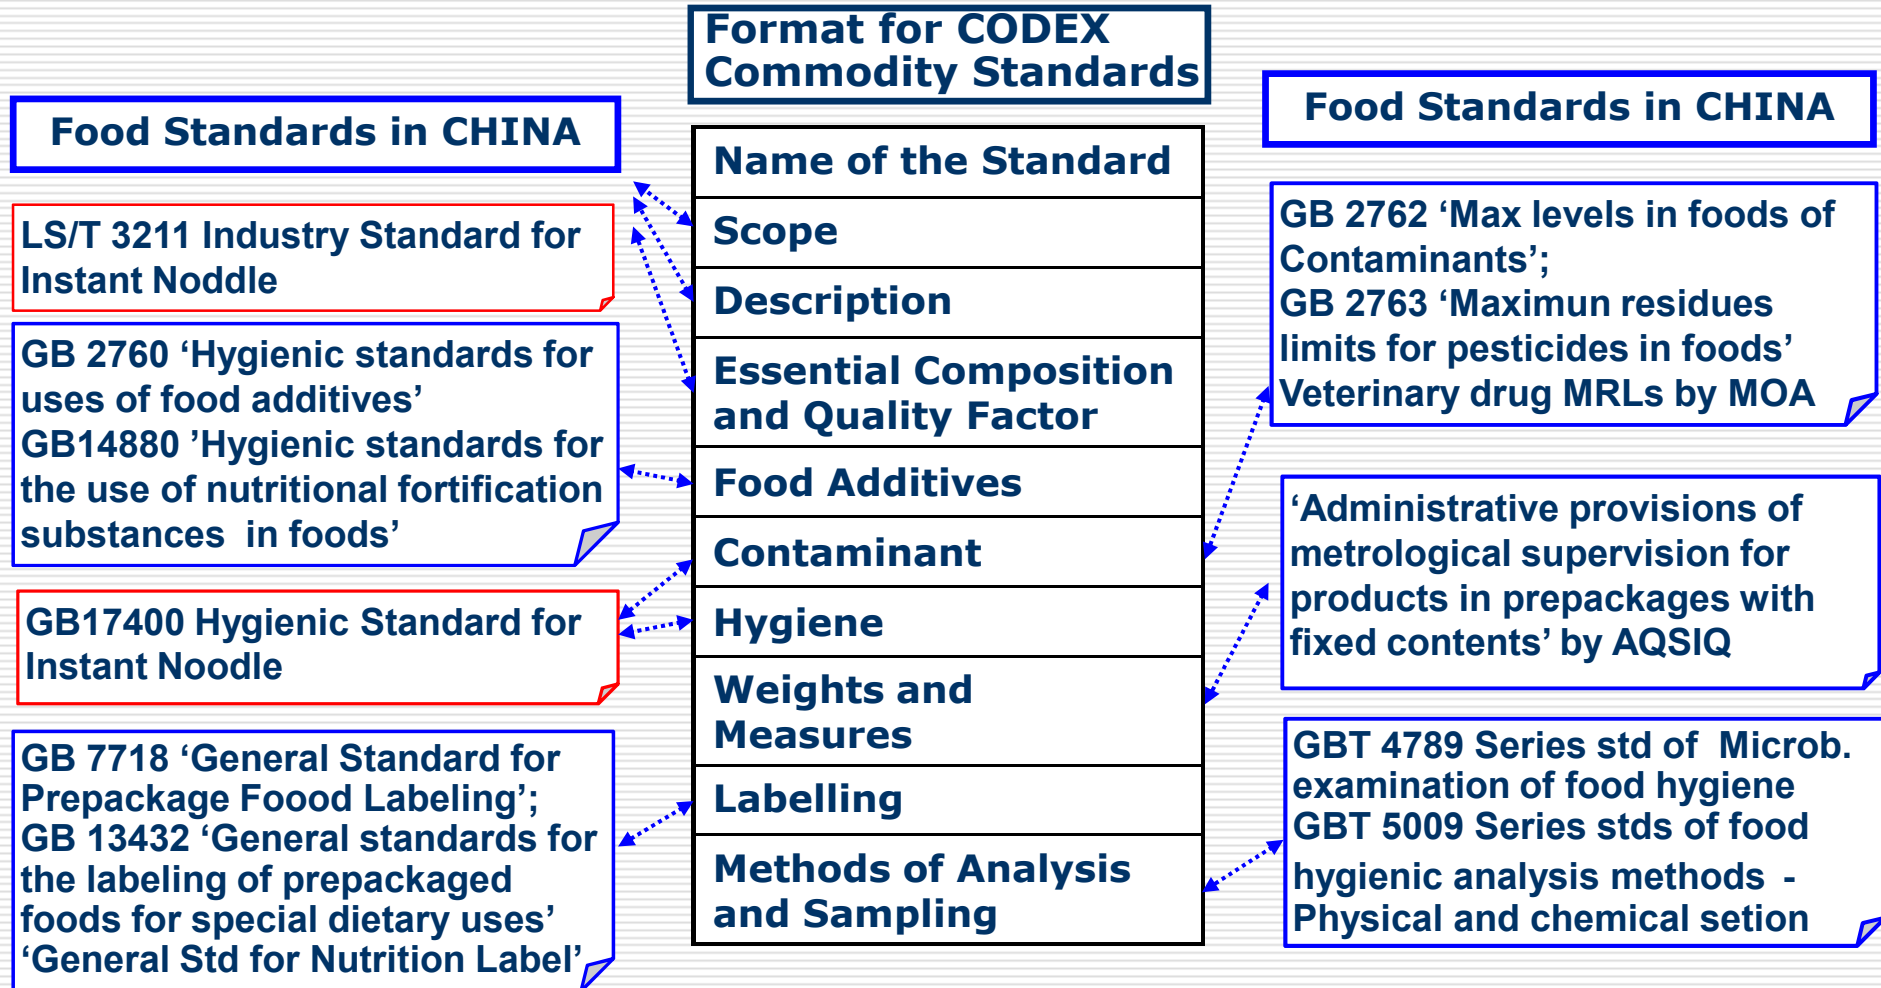 Format for CODEX
Commodity Standards
Food Standards in CHINA
LS/T 3211 Industry Standard for
Instant Noddle
GB 2760 ‘Hygienic standards for
uses of food additives’
GB14880 ’Hygienic standards for
the use of nutritional fortification
substances in foods’
GB17400 Hygienic Standard for
Instant Noodle
GB 7718 ‘General Standard for
Prepackage Foood Labeling’;
GB 13432 ‘General standards for
the labeling of prepackaged
foods for special dietary uses’
‘General Std for Nutrition Label’
Name of the Standard
Scope
Description
Essential Composition
and Quality Factor
Food Additives
Contaminant
Hygiene
Weights and
Measures
Labelling
Methods of Analysis
and Sampling
Food Standards in CHINA
GB 2762 ‘Max levels in foods of
Contaminants’;
GB 2763 ‘Maximun residues
limits for pesticides in foods’
Veterinary drug MRLs by MOA
‘Administrative provisions of
metrological supervision for
products in prepackages with
fixed contents’ by AQSIQ
GBT 4789 Series std of Microb.
examination of food hygiene
GBT 5009 Series stds of food
hygienic analysis methods -
Physical and chemical setion